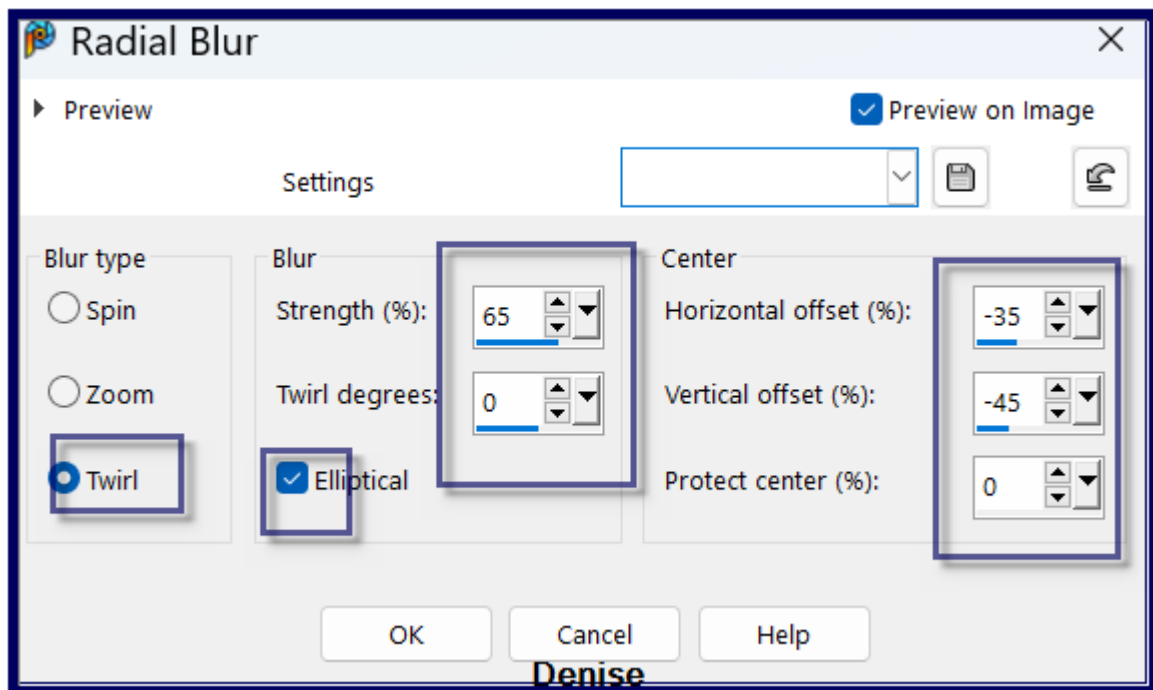 Radial Blur
Preview
Preview on Image
Settings
Blur type
Blur
Center
Spin
Strength (%):
65
Horizontal offset (%):
-35
Zoom
Twirl degrees:
0
Vertical offset (%):
-45
Twirl
Elliptical
Protect center (%):
0
OK
Cancel
Help
Denise